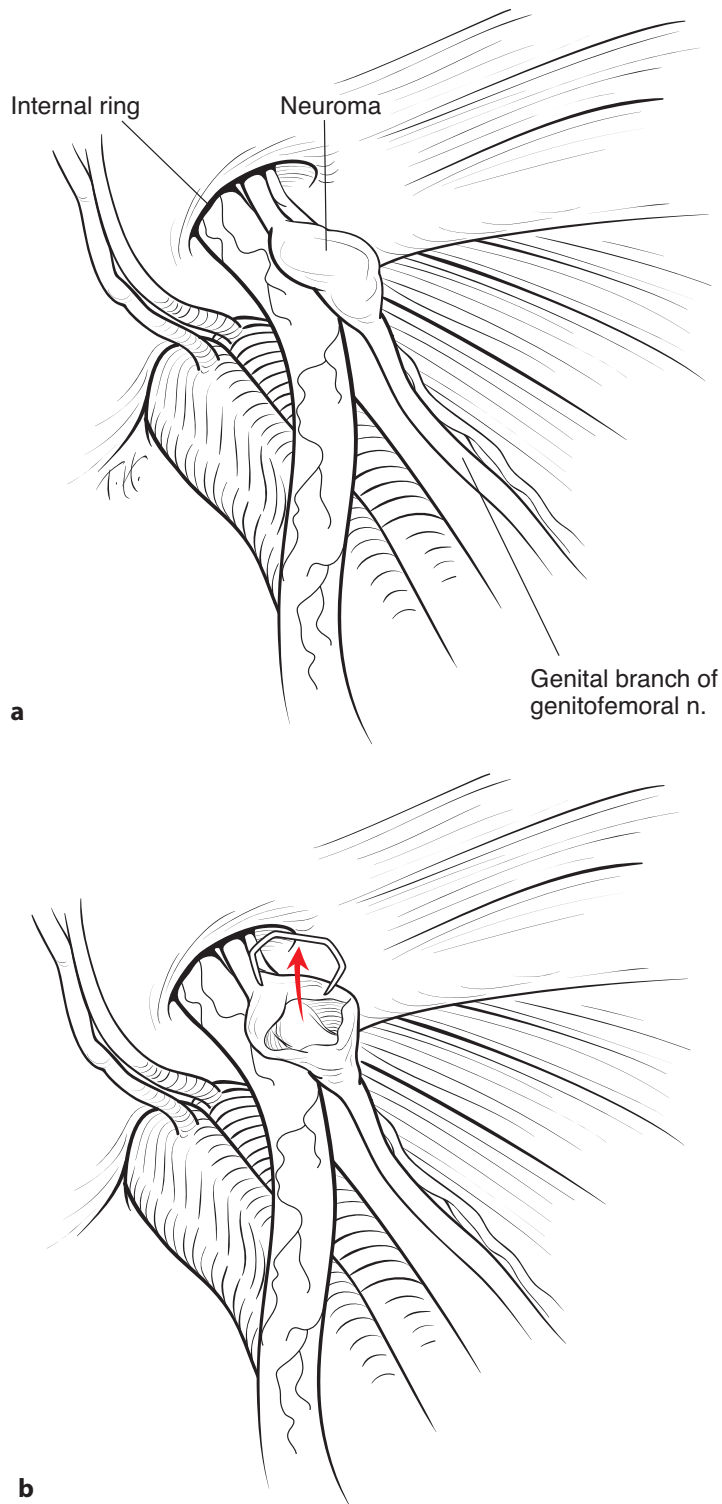 Internal ring
Neuroma
Genital branch of
genitofemoral n.
a
b